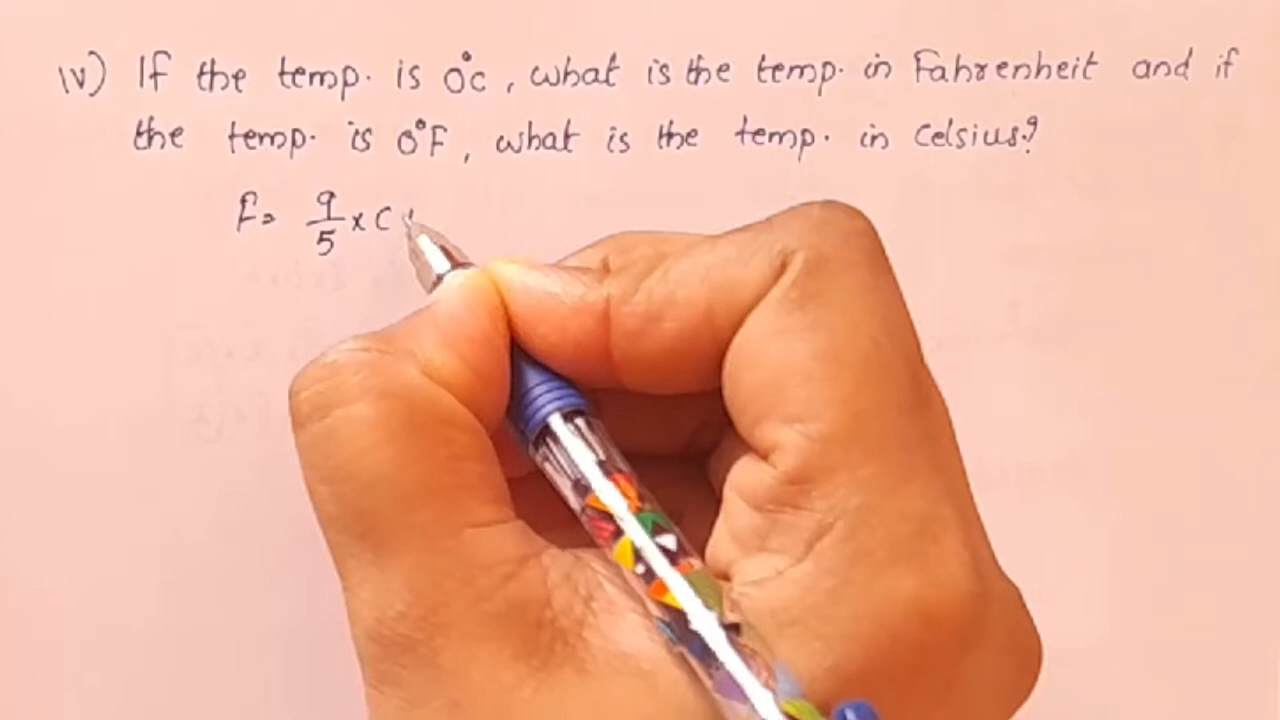 iv) If the temp. is 0°C, what is the temp. in Fahrenheit and if
the temp. is 0°F, what is the temp. in Celsius?
F = 9/5 × C